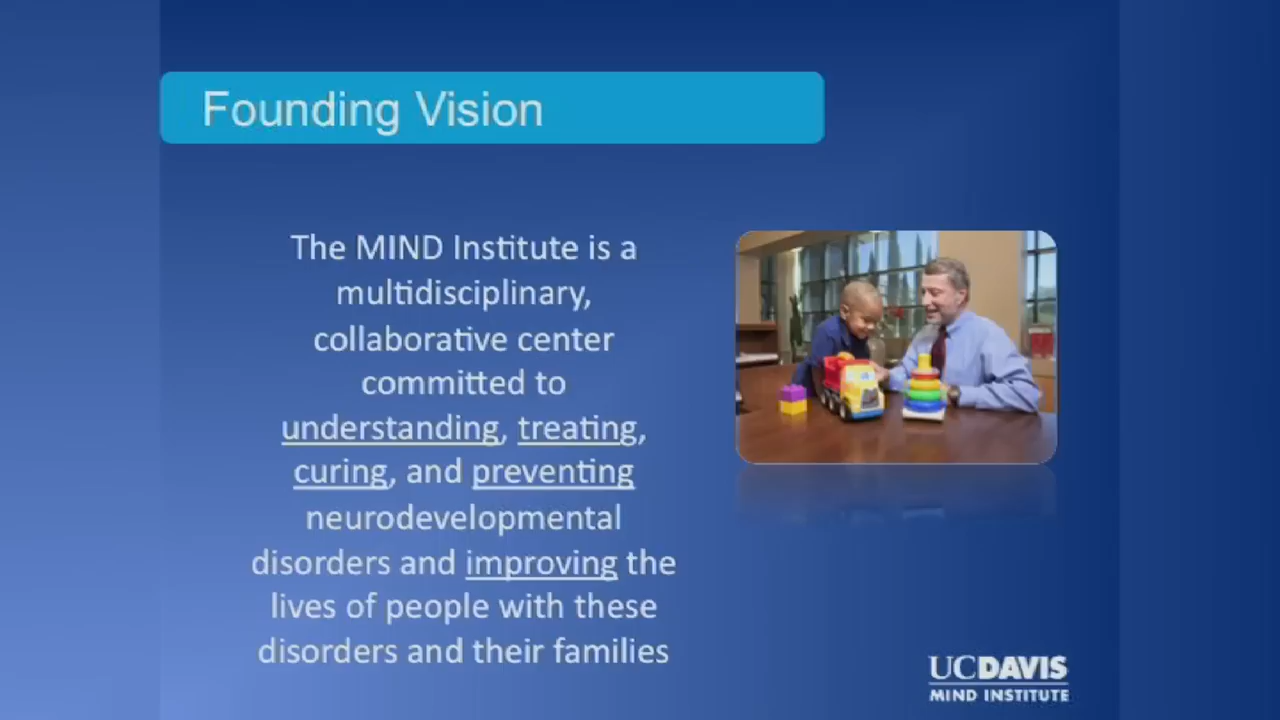 Founding Vision
The MIND Institute is a
multidisciplinary,
collaborative center
committed to
understanding, treating,
curing, and preventing
neurodevelopmental
disorders and improving the
lives of people with these
disorders and their families
UCDAVIS
MIND INSTITUTE